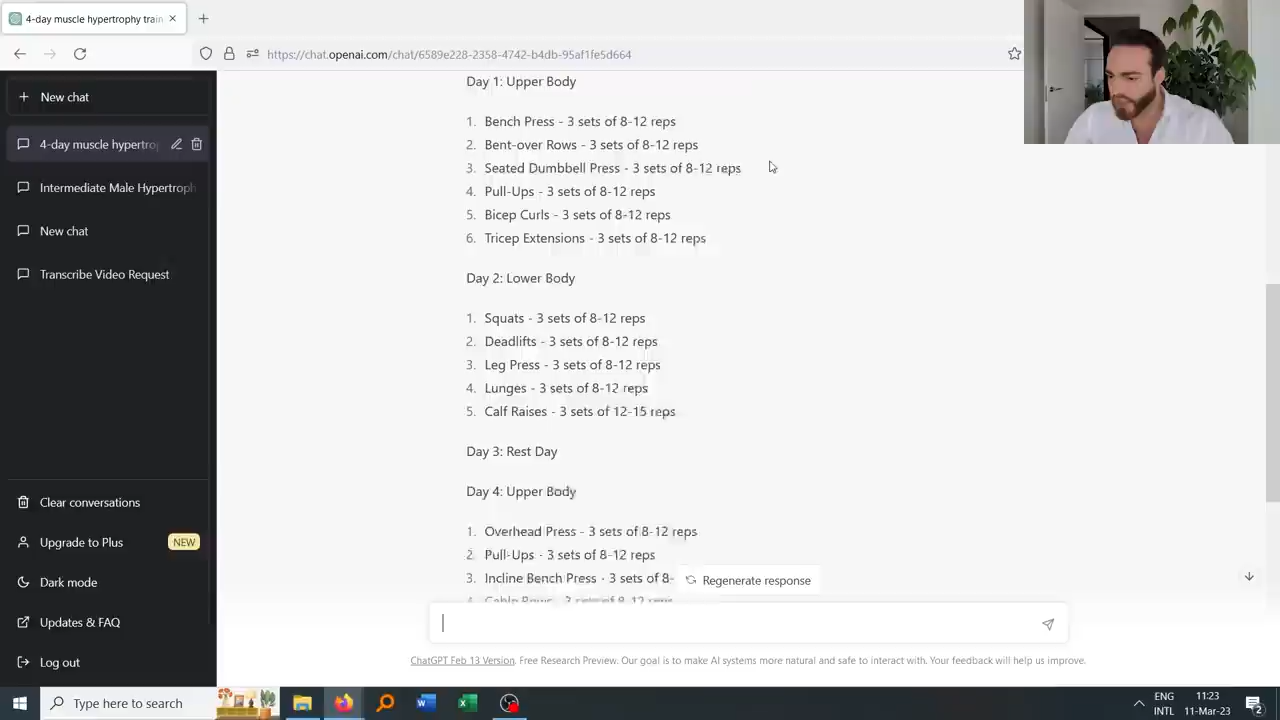 4-day muscle hypertrophy train
https://chat.openai.com/chat/6589e228-2358-4742-b4db-95af1fe5d664
New chat
4-day muscle hypertro
Intermediate Male Hypertroph
New chat
Transcribe Video Request
Clear conversations
Upgrade to Plus
NEW
Dark mode
Updates & FAQ
Log out
Day 1: Upper Body
1. Bench Press - 3 sets of 8-12 reps
2. Bent-over Rows - 3 sets of 8-12 reps
3. Seated Dumbbell Press - 3 sets of 8-12 reps
4. Pull-Ups - 3 sets of 8-12 reps
5. Bicep Curls - 3 sets of 8-12 reps
6. Tricep Extensions - 3 sets of 8-12 reps
Day 2: Lower Body
1. Squats - 3 sets of 8-12 reps
2. Deadlifts - 3 sets of 8-12 reps
3. Leg Press - 3 sets of 8-12 reps
4. Lunges - 3 sets of 8-12 reps
5. Calf Raises - 3 sets of 12-15 reps
Day 3: Rest Day
Day 4: Upper Body
1. Overhead Press - 3 sets of 8-12 reps
2. Pull-Ups - 3 sets of 8-12 reps
3. Incline Bench Press - 3 sets of 8-
4. Cable Rows - 3 sets of 8-12 reps
Regenerate response
ChatGPT Feb 13 Version. Free Research Preview. Our goal is to make AI systems more natural and safe to interact with. Your feedback will help us improve.
Type here to search
ENG
INTL
11:23
11-Mar-23
2